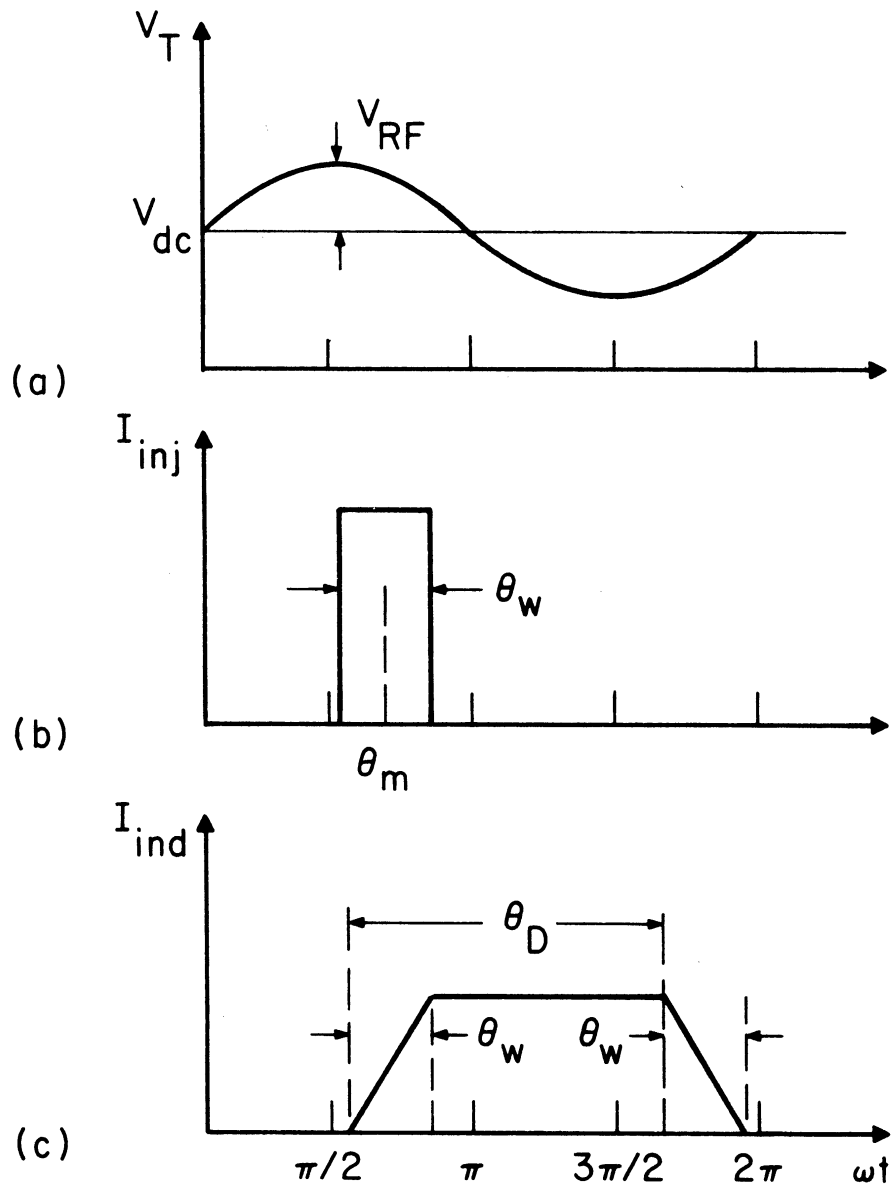 V_T
V_RF
V_dc
(a)
I_inj
θ_w
(b)
θ_m
I_ind
θ_D
θ_w θ_w
(c)
π/2 π 3π/2 2π ωt